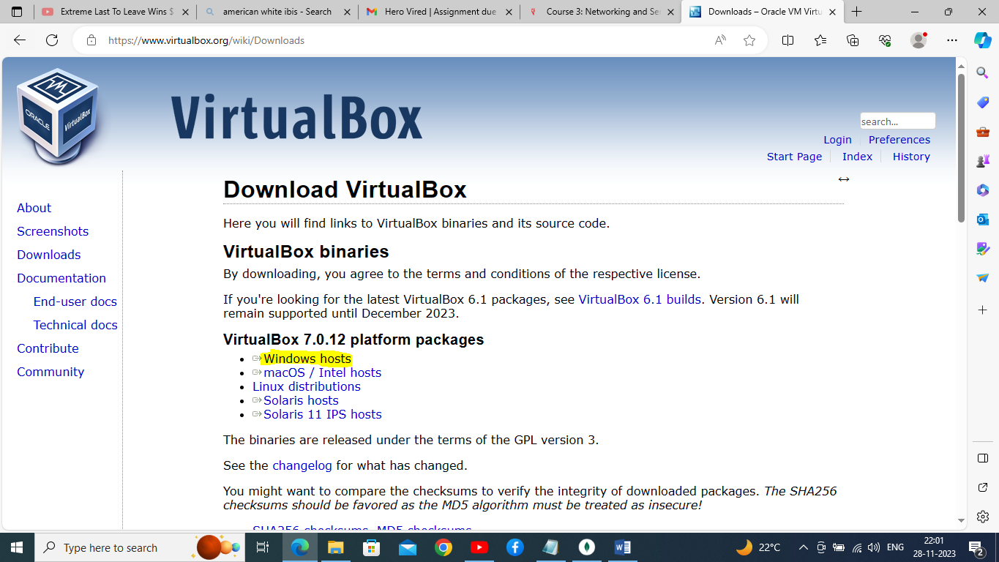 Extreme Last To Leave Wins $
american white ibis - Search
Hero Vired | Assignment due
Course 3: Networking and Ser
Downloads – Oracle VM Virtu
https://www.virtualbox.org/wiki/Downloads
ORACLE
VirtualBox
VirtualBox
search...
Login Preferences
Start Page Index History
About
Screenshots
Downloads
Documentation
End-user docs
Technical docs
Contribute
Community
Download VirtualBox
Here you will find links to VirtualBox binaries and its source code.
VirtualBox binaries
By downloading, you agree to the terms and conditions of the respective license.
If you're looking for the latest VirtualBox 6.1 packages, see VirtualBox 6.1 builds. Version 6.1 will
remain supported until December 2023.
VirtualBox 7.0.12 platform packages
Windows hosts
macOS / Intel hosts
Linux distributions
Solaris hosts
Solaris 11 IPS hosts
The binaries are released under the terms of the GPL version 3.
See the changelog for what has changed.
You might want to compare the checksums to verify the integrity of downloaded packages. The SHA256
checksums should be favored as the MD5 algorithm must be treated as insecure!
SHA256 checksums, MD5 checksums
Type here to search
22°C
ENG
22:01
28-11-2023
2